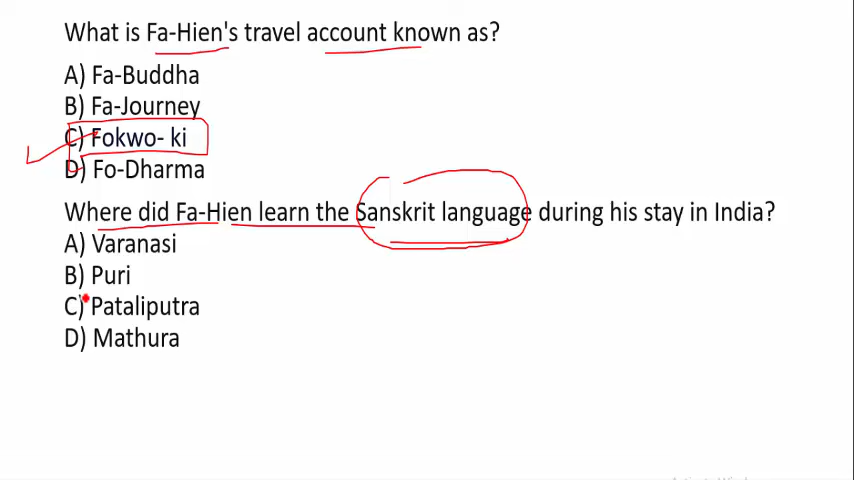 What is Fa-Hien's travel account known as?
A) Fa-Buddha
B) Fa-Journey
C) Fokwo- ki
D) Fo-Dharma
Where did Fa-Hien learn the Sanskrit language during his stay in India?
A) Varanasi
B) Puri
C) Pataliputra
D) Mathura